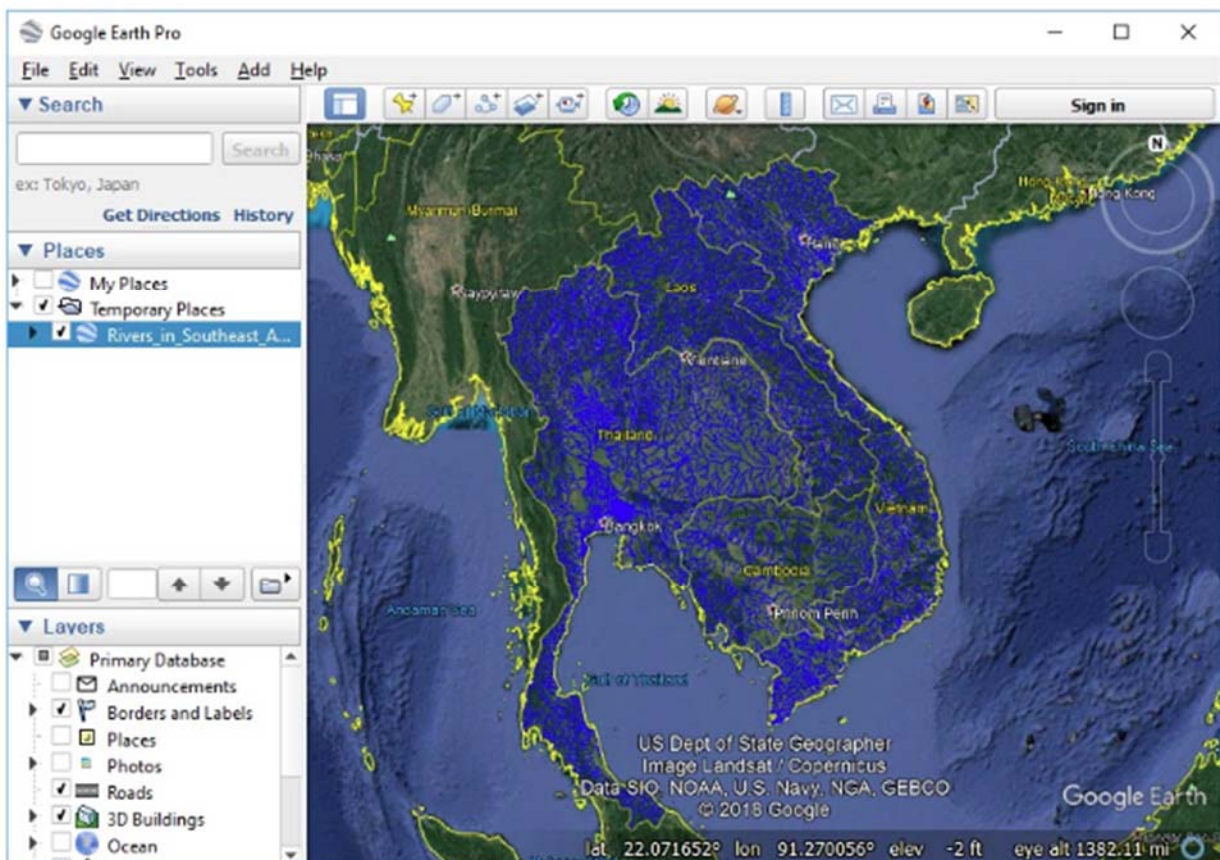 Google Earth Pro
File Edit View Tools Add Help
Search
Search
ex: Tokyo, Japan
Get Directions History
Places
My Places
Temporary Places
Rivers_in_Southeast_A...
Layers
Primary Database
Announcements
Borders and Labels
Places
Photos
Roads
3D Buildings
Ocean
Sign in
N
Hong Kong
Myanmar (Burma)
Laos
Vientiane
Thailand
South China Sea
Vietnam
Bangkok
Cambodia
Phnom Penh
Andaman Sea
Gulf of Thailand
US Dept of State Geographer
Image Landsat / Copernicus
Data SIO, NOAA, U.S. Navy, NGA, GEBCO
© 2018 Google
Google Earth
lat 22.071652° lon 91.270056° elev -2 ft eye alt 1382.11 mi